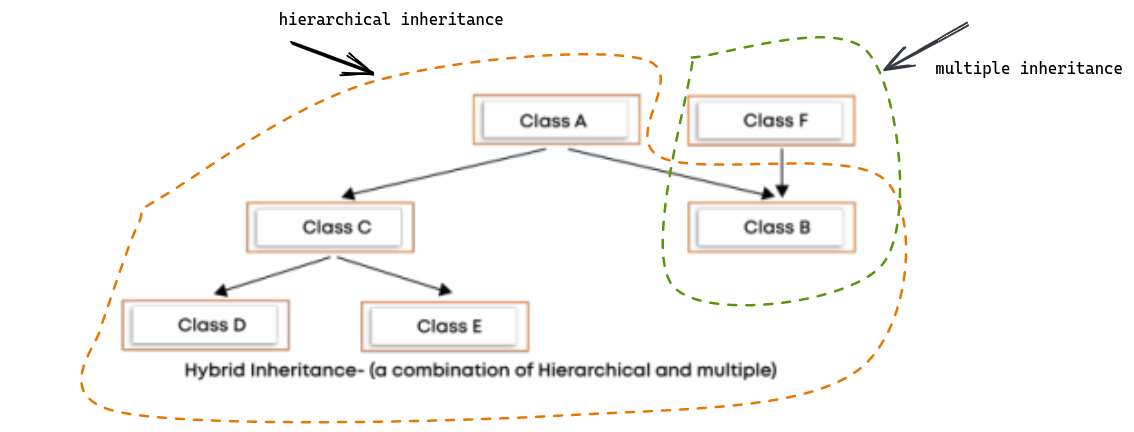 hierarchical inheritance
multiple inheritance
Class A
Class F
Class C
Class B
Class D
Class E
Hybrid Inheritance- (a combination of Hierarchical and multiple)